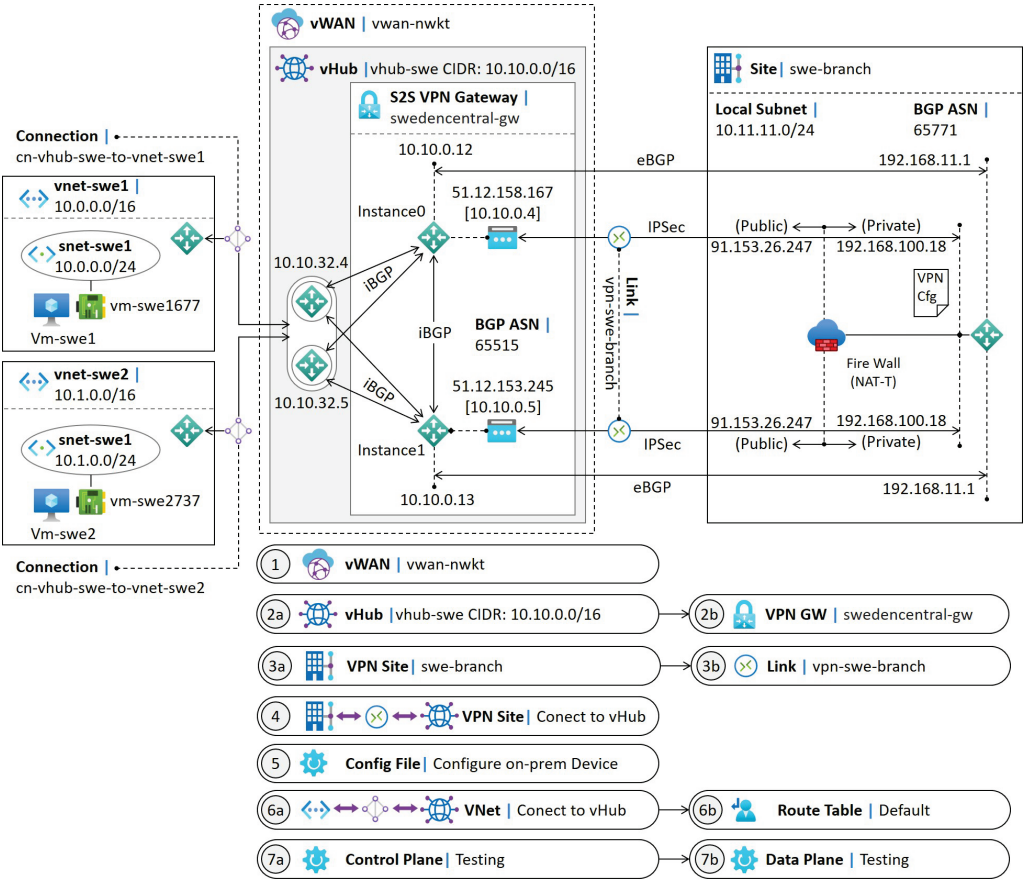 vWAN | vwan-nwkt
vHub | vhub-swe CIDR: 10.10.0.0/16
S2S VPN Gateway |
swedencentral-gw
10.10.0.12
51.12.158.167
[10.10.0.4]
Instance0
10.10.32.4
iBGP
iBGP
BGP ASN |
65515
iBGP
10.10.32.5
51.12.153.245
[10.10.0.5]
Instance1
10.10.0.13
Connection |
cn-vhub-swe-to-vnet-swe1
vnet-swe1 |
10.0.0.0/16
snet-swe1
10.0.0.0/24
vm-swe1677
Vm-swe1
vnet-swe2 |
10.1.0.0/16
snet-swe1
10.1.0.0/24
vm-swe2737
Vm-swe2
Connection |
cn-vhub-swe-to-vnet-swe2
eBGP
IPSec
Link |
vpn-swe-branch
IPSec
eBGP
Site | swe-branch
Local Subnet |
10.11.11.0/24
BGP ASN |
65771
192.168.11.1
(Public)
(Private)
91.153.26.247
192.168.100.18
VPN
Cfg
Fire Wall
(NAT-T)
91.153.26.247
192.168.100.18
(Public)
(Private)
192.168.11.1
1 vWAN | vwan-nwkt
2a vHub | vhub-swe CIDR: 10.10.0.0/16
2b VPN GW | swedencentral-gw
3a VPN Site | swe-branch
3b Link | vpn-swe-branch
4 VPN Site | Conect to vHub
5 Config File | Configure on-prem Device
6a VNet | Conect to vHub
6b Route Table | Default
7a Control Plane | Testing
7b Data Plane | Testing